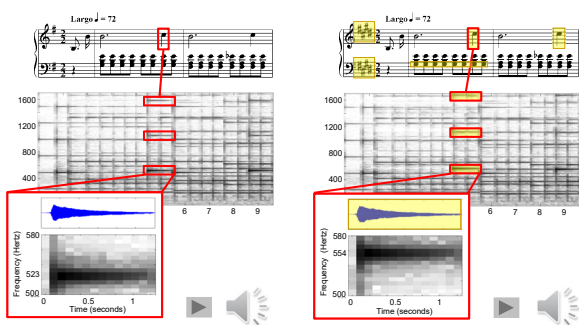 Largo ♩ = 72
1600
1200
800
400
6 7 8 9
Frequency (Hertz)
580
523
500
0 0.5 1
Time (seconds)
Largo ♩ = 72
1600
1200
800
400
6 7 8 9
Frequency (Hertz)
580
554
500
0 0.5 1
Time (seconds)